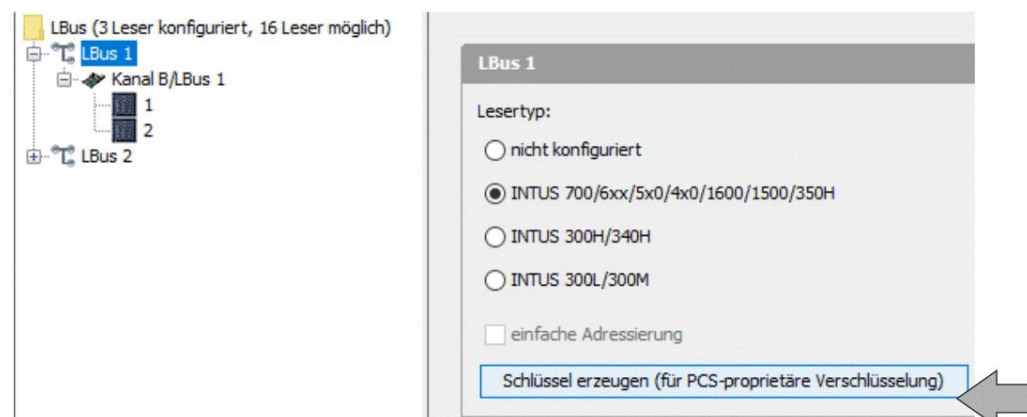 LBus (3 Leser konfiguriert, 16 Leser möglich)
LBus 1
Kanal B/LBus 1
1
2
LBus 2
LBus 1
Lesertyp:
nicht konfiguriert
INTUS 700/6xx/5x0/4x0/1600/1500/350H
INTUS 300H/340H
INTUS 300L/300M
einfache Adressierung
Schlüssel erzeugen (für PCS-proprietäre Verschlüsselung)